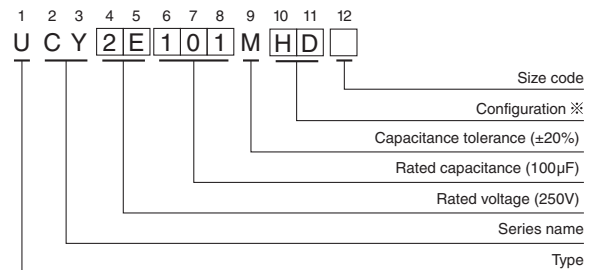 1 2 3 4 5 6 7 8 9 10 11 12
U C Y 2 E 1 0 1 M H D
Size code
Configuration ※
Capacitance tolerance (±20%)
Rated capacitance (100µF)
Rated voltage (250V)
Series name
Type